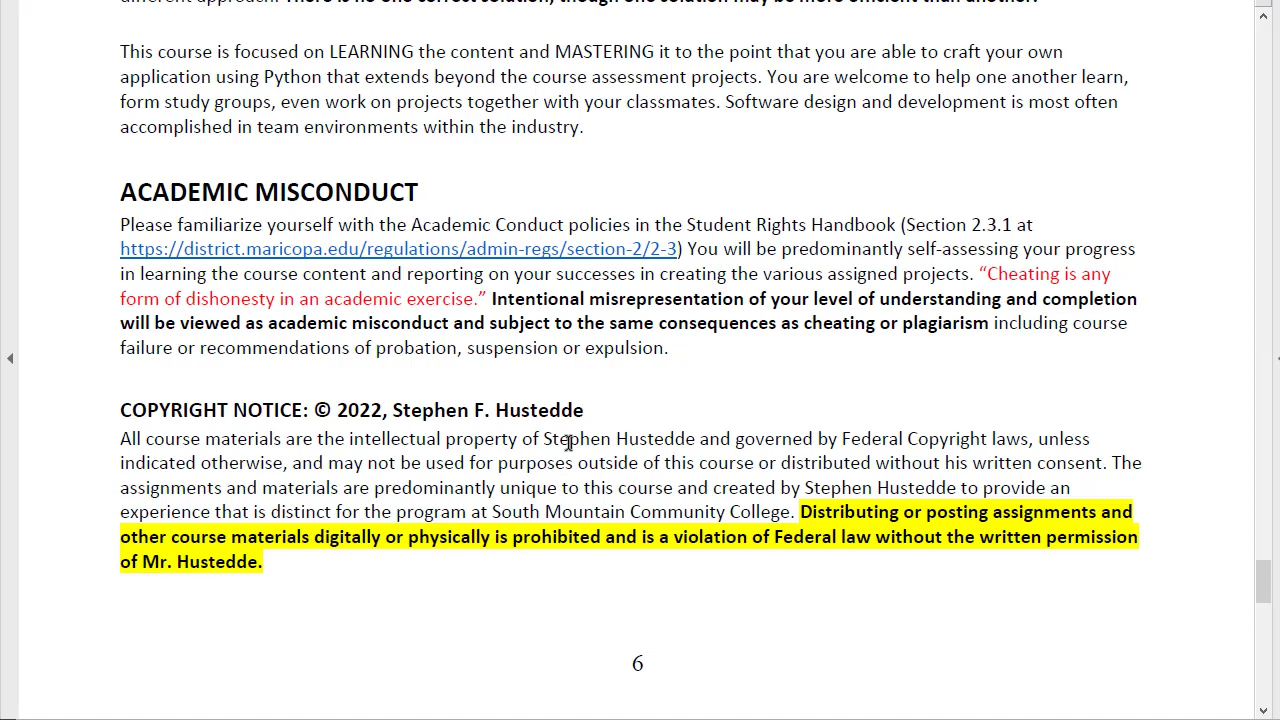 This course is focused on LEARNING the content and MASTERING it to the point that you are able to craft your own
application using Python that extends beyond the course assessment projects. You are welcome to help one another learn,
form study groups, even work on projects together with your classmates. Software design and development is most often
accomplished in team environments within the industry.
ACADEMIC MISCONDUCT
Please familiarize yourself with the Academic Conduct policies in the Student Rights Handbook (Section 2.3.1 at
https://district.maricopa.edu/regulations/admin-regs/section-2/2-3) You will be predominantly self-assessing your progress
in learning the course content and reporting on your successes in creating the various assigned projects. “Cheating is any
form of dishonesty in an academic exercise.” Intentional misrepresentation of your level of understanding and completion
will be viewed as academic misconduct and subject to the same consequences as cheating or plagiarism including course
failure or recommendations of probation, suspension or expulsion.
COPYRIGHT NOTICE: © 2022, Stephen F. Hustedde
All course materials are the intellectual property of Stephen Hustedde and governed by Federal Copyright laws, unless
indicated otherwise, and may not be used for purposes outside of this course or distributed without his written consent. The
assignments and materials are predominantly unique to this course and created by Stephen Hustedde to provide an
experience that is distinct for the program at South Mountain Community College. Distributing or posting assignments and
other course materials digitally or physically is prohibited and is a violation of Federal law without the written permission
of Mr. Hustedde.
6